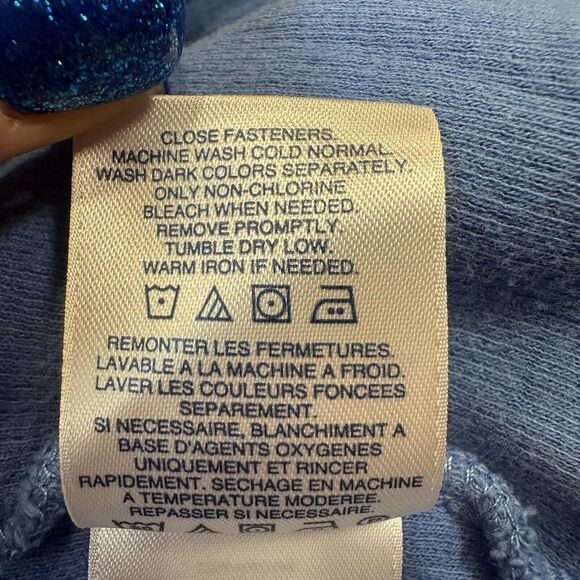 CLOSE FASTENERS.
MACHINE WASH COLD NORMAL.
WASH DARK COLORS SEPARATELY.
ONLY NON-CHLORINE
BLEACH WHEN NEEDED.
REMOVE PROMPTLY.
TUMBLE DRY LOW.
WARM IRON IF NEEDED.
REMONTER LES FERMETURES.
LAVABLE A LA MACHINE A FROID.
LAVER LES COULEURS FONCEES
SEPAREMENT.
SI NECESSAIRE, BLANCHIMENT A
BASE D'AGENTS OXYGENES
UNIQUEMENT ET RINCER
RAPIDEMENT. SECHAGE EN MACHINE
A TEMPERATURE MODEREE.
REPASSER SI NECESSAIRE.